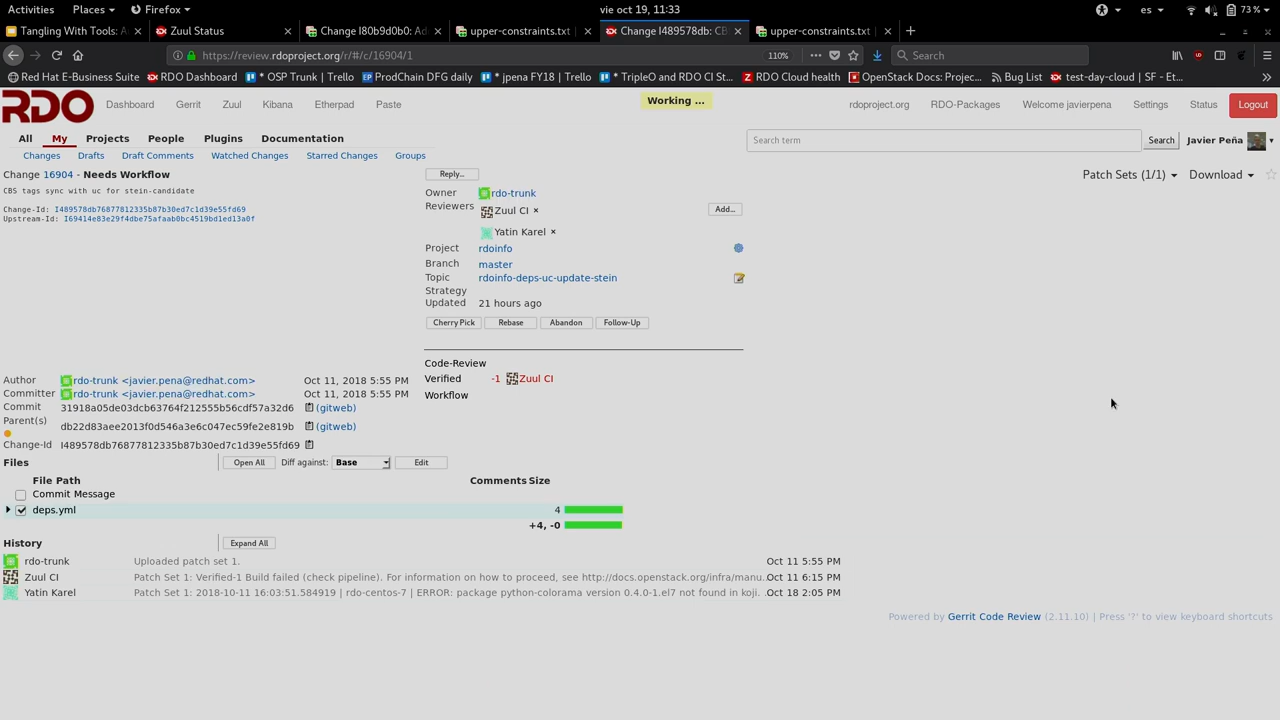 Activities Places Firefox vie oct 19, 11:33 es 73 %
Tangling With Tools: A Zuul Status Change I80b9d0b0: Ad upper-constraints.txt Change I489578db: CB upper-constraints.txt
https://review.rdoproject.org/r/#/c/16904/1 110% Search
Red Hat E-Business Suite RDO Dashboard * OSP Trunk | Trello ProdChain DFG daily * jpena FY18 | Trello * TripleO and RDO CI St... RDO Cloud health OpenStack Docs: Projec... Bug List test-day-cloud | SF - Et...
RDO Dashboard Gerrit Zuul Kibana Etherpad Paste Working ... rdoproject.org RDO-Packages Welcome javierpena Settings Status Logout
All My Projects People Plugins Documentation Search term Search Javier Peña
Changes Drafts Draft Comments Watched Changes Starred Changes Groups
Change 16904 - Needs Workflow Reply... Patch Sets (1/1) Download
CBS tags sync with uc for stein-candidate
Change-Id: I489578db76877812335b87b30ed7c1d39e55fd69
Upstream-Id: I69414e83e29f4dbe75afaab0bc4519bd1ed13a0f
Owner rdo-trunk
Reviewers Zuul CI × Add...
Yatin Karel ×
Project rdoinfo
Branch master
Topic rdoinfo-deps-uc-update-stein
Strategy
Updated 21 hours ago
Cherry Pick Rebase Abandon Follow-Up
Code-Review
Verified -1 Zuul CI
Workflow
Author rdo-trunk <javier.pena@redhat.com> Oct 11, 2018 5:55 PM
Committer rdo-trunk <javier.pena@redhat.com> Oct 11, 2018 5:55 PM
Commit 31918a05de03dcb63764f212555b56cdf57a32d6 (gitweb)
Parent(s) db22d83aee2013f0d546a3e6c047ec59fe2e819b (gitweb)
Change-Id I489578db76877812335b87b30ed7c1d39e55fd69
Files Open All Diff against: Base Edit
File Path Comments Size
Commit Message
deps.yml 4
+4, -0
History Expand All
rdo-trunk Uploaded patch set 1. Oct 11 5:55 PM
Zuul CI Patch Set 1: Verified-1 Build failed (check pipeline). For information on how to proceed, see http://docs.openstack.org/infra/manu... Oct 11 6:15 PM
Yatin Karel Patch Set 1: 2018-10-11 16:03:51.584919 | rdo-centos-7 | ERROR: package python-colorama version 0.4.0-1.el7 not found in koji. ... Oct 18 2:05 PM
Powered by Gerrit Code Review (2.11.10) | Press '?' to view keyboard shortcuts